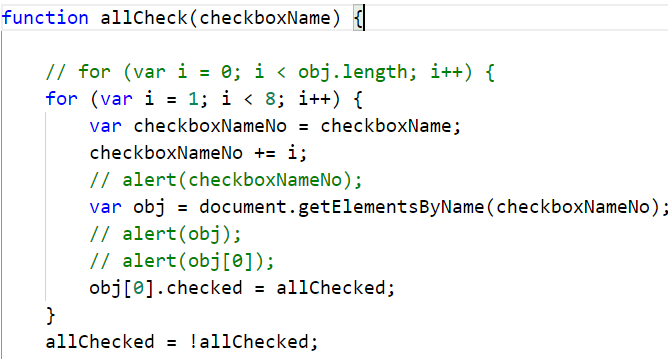 function allCheck(checkboxName) {
// for (var i = 0; i < obj.length; i++) {
for (var i = 1; i < 8; i++) {
var checkboxNameNo = checkboxName;
checkboxNameNo += i;
// alert(checkboxNameNo);
var obj = document.getElementsByName(checkboxNameNo);
// alert(obj);
// alert(obj[0]);
obj[0].checked = allChecked;
}
allChecked = !allChecked;